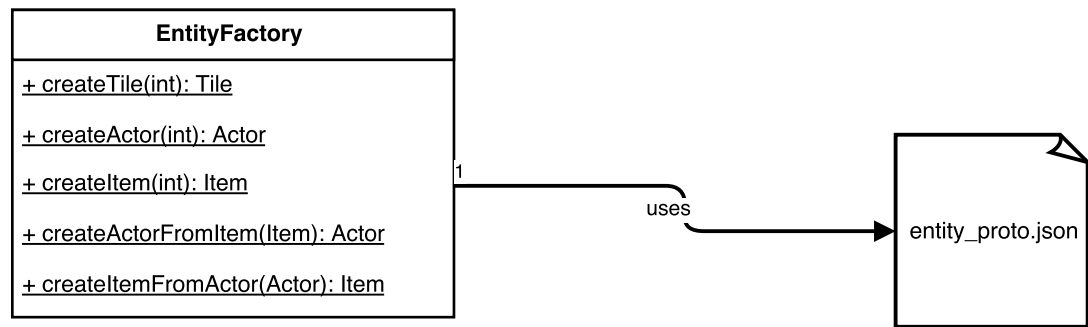 EntityFactory
+ createTile(int): Tile
+ createActor(int): Actor
+ createItem(int): Item
+ createActorFromItem(Item): Actor
+ createItemFromActor(Actor): Item
1
uses
entity_proto.json